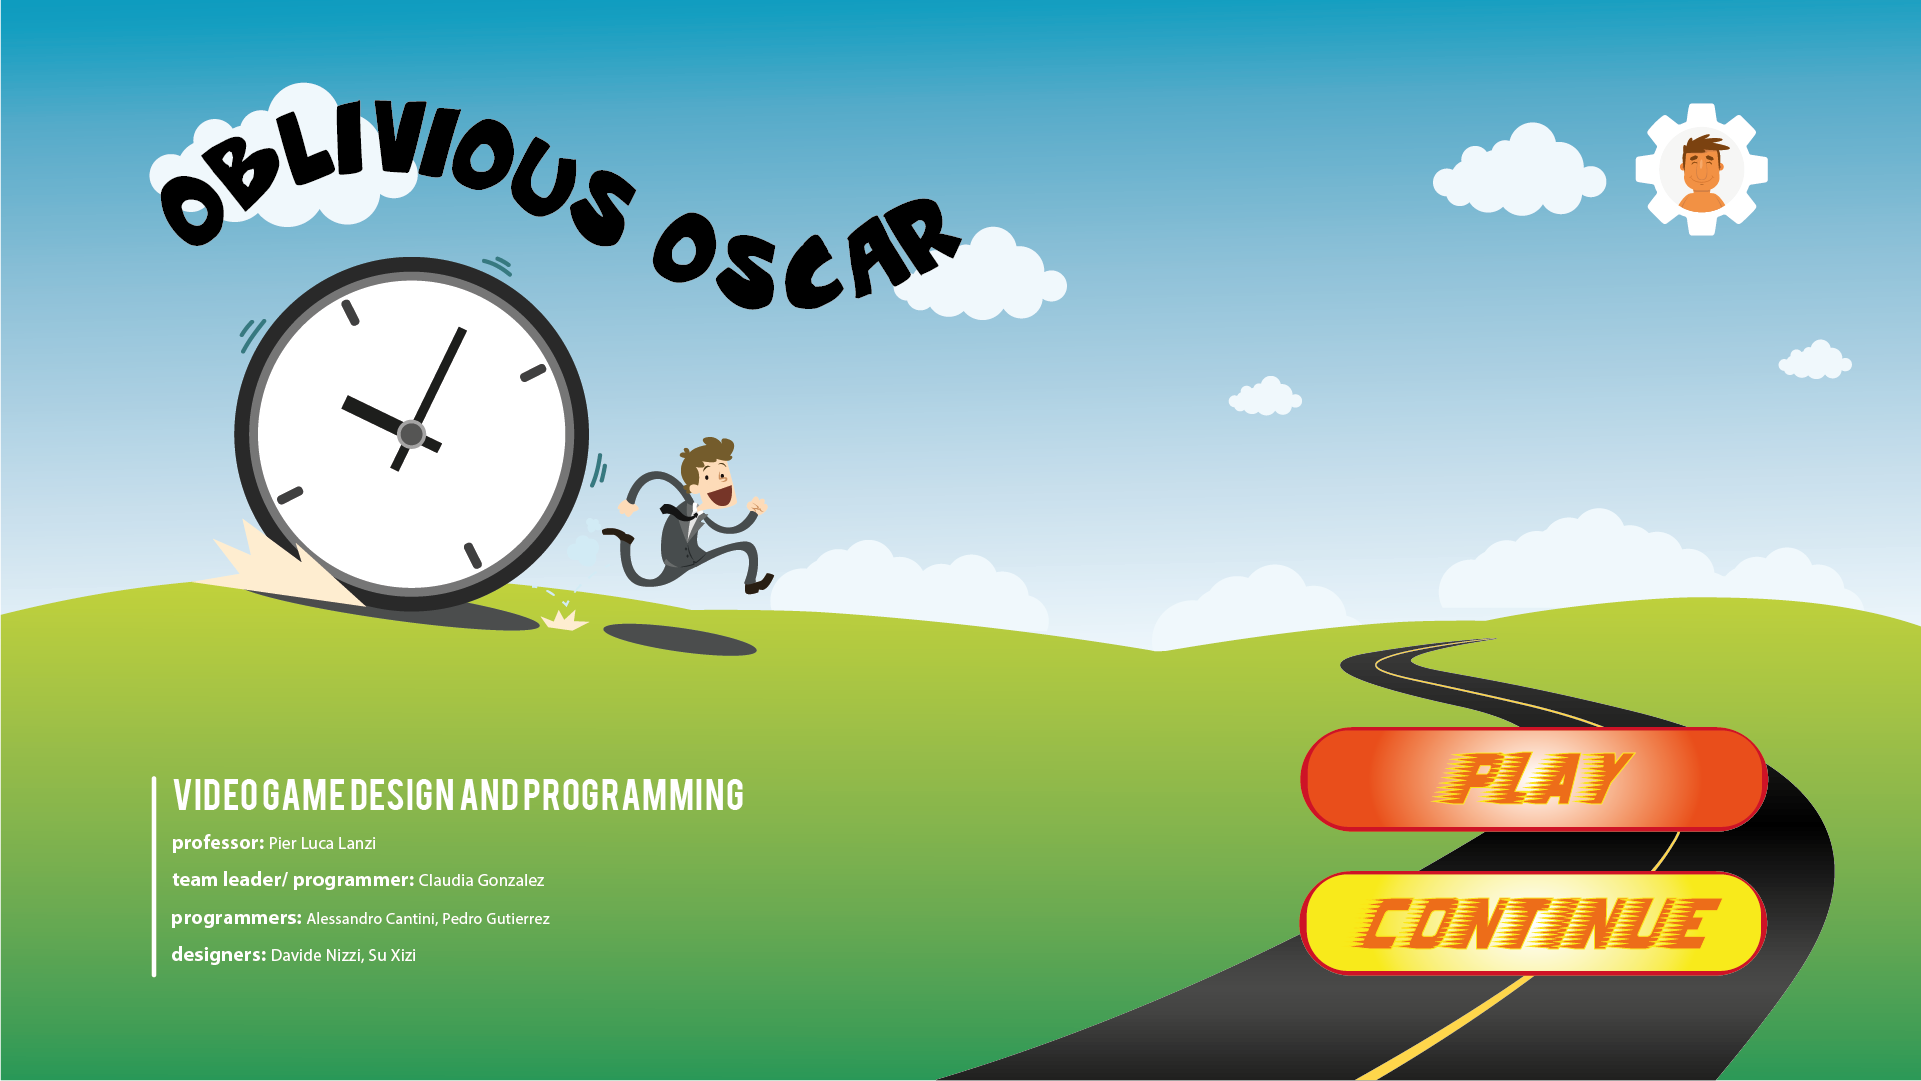 OBLIVIOUS OSCAR
VIDEO GAME DESIGN AND PROGRAMMING
professor: Pier Luca Lanzi
team leader/ programmer: Claudia Gonzalez
programmers: Alessandro Cantini, Pedro Gutierrez
designers: Davide Nizzi, Su Xizi
PLAY
CONTINUE